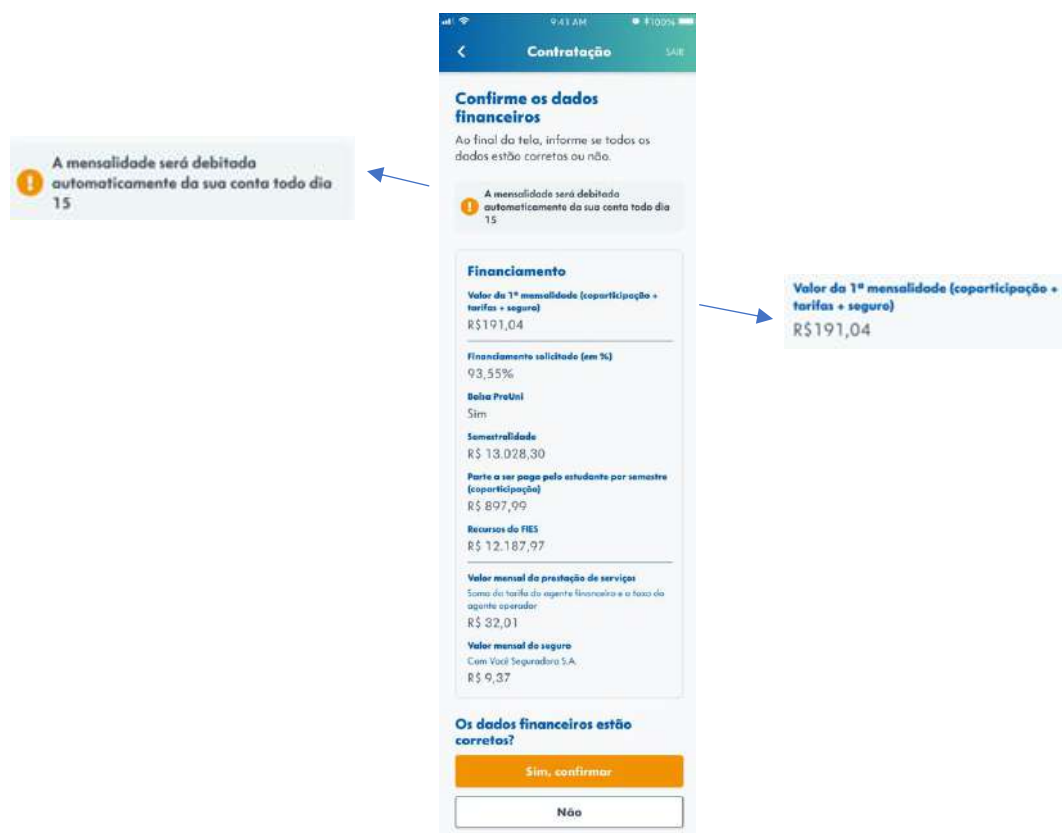 9:41 AM
100%
Contratação
SAIR
Confirme os dados
financeiros
Ao final da tela, informe se todos os
dados estão corretos ou não.
A mensalidade será debitada
automaticamente da sua conta todo dia
15
A mensalidade será debitada
automaticamente da sua conta todo dia
15
Financiamento
Valor da 1ª mensalidade (coparticipação +
tarifas + seguro)
R$191,04
Valor da 1ª mensalidade (coparticipação +
tarifas + seguro)
R$191,04
Financiamento solicitado (em %)
93,55%
Bolsa ProUni
Sim
Semestralidade
R$ 13.028,30
Parte a ser paga pelo estudante por semestre
(coparticipação)
R$ 897,99
Recursos do FIES
R$ 12.187,97
Valor mensal da prestação de serviços
Soma da tarifa do agente financeiro e a taxa do
agente operador
R$ 32,01
Valor mensal do seguro
Com Você Seguradora S.A.
R$ 9,37
Os dados financeiros estão
corretos?
Sim, confirmar
Não